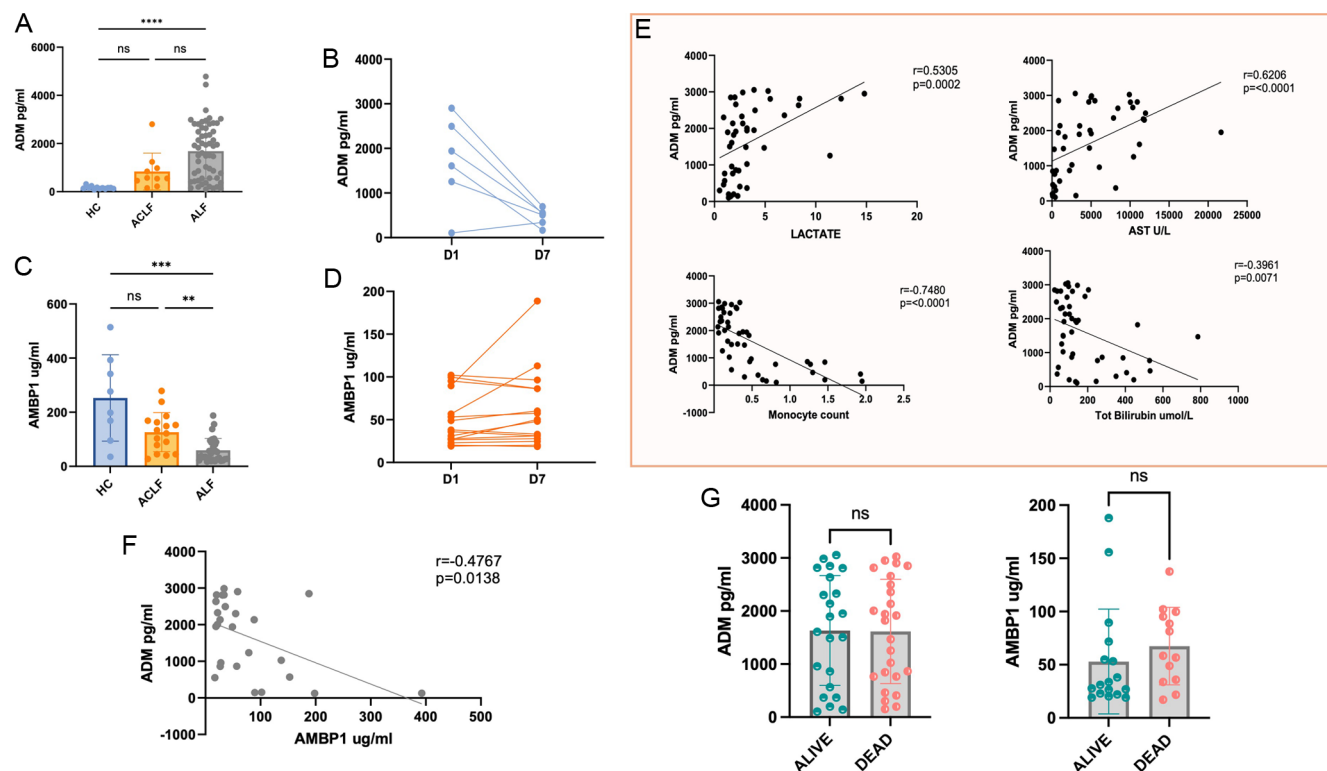 A
****
ns
ns
6000
4000
2000
0
ADM pg/ml
HC
ACLF
ALF
B
4000
3000
2000
1000
0
ADM pg/ml
D1
D7
C
***
ns
**
600
400
200
0
AMBP1 ug/ml
HC
ACLF
ALF
D
200
150
100
50
0
AMBP1 ug/ml
D1
D7
E
r=0.5305
p=0.0002
4000
3000
2000
1000
0
ADM pg/ml
0
5
10
15
20
LACTATE
r=0.6206
p=<0.0001
4000
3000
2000
1000
0
ADM pg/ml
0
5000
10000
15000
20000
25000
AST U/L
r=-0.7480
p=<0.0001
4000
3000
2000
1000
0
-1000
ADM pg/ml
0.5
1.0
1.5
2.0
2.5
Monocyte count
r=-0.3961
p=0.0071
4000
3000
2000
1000
0
ADM pg/ml
0
200
400
600
800
1000
Tot Bilirubin umol/L
F
r=-0.4767
p=0.0138
4000
3000
2000
1000
0
-1000
ADM pg/ml
100
200
300
400
500
AMBP1 ug/ml
G
ns
4000
3000
2000
1000
0
ADM pg/ml
ALIVE
DEAD
ns
200
150
100
50
0
AMBP1 ug/ml
ALIVE
DEAD